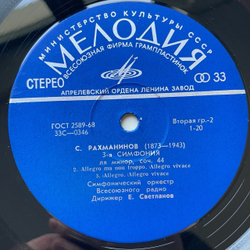 МИНИСТЕРСТВО КУЛЬТУРЫ СССР
МЕЛОДИЯ
ВСЕСОЮЗНАЯ ФИРМА ГРАМПЛАСТИНОК
СТЕРЕО
33
АПРЕЛЕВСКИЙ ОРДЕНА ЛЕНИНА ЗАВОД
ГОСТ 5289-68
33С—0346
Вторая гр.-2
1-20
С. РАХМАНИНОВ (1873—1943)
3-я СИМФОНИЯ
ля минор, соч. 44
2. Allegro ma non troppo. Allegro vivace
3. (Allegro. Allegro vivace
Симфонический оркестр
Всесоюзного радио
Дирижер Е. Светланов